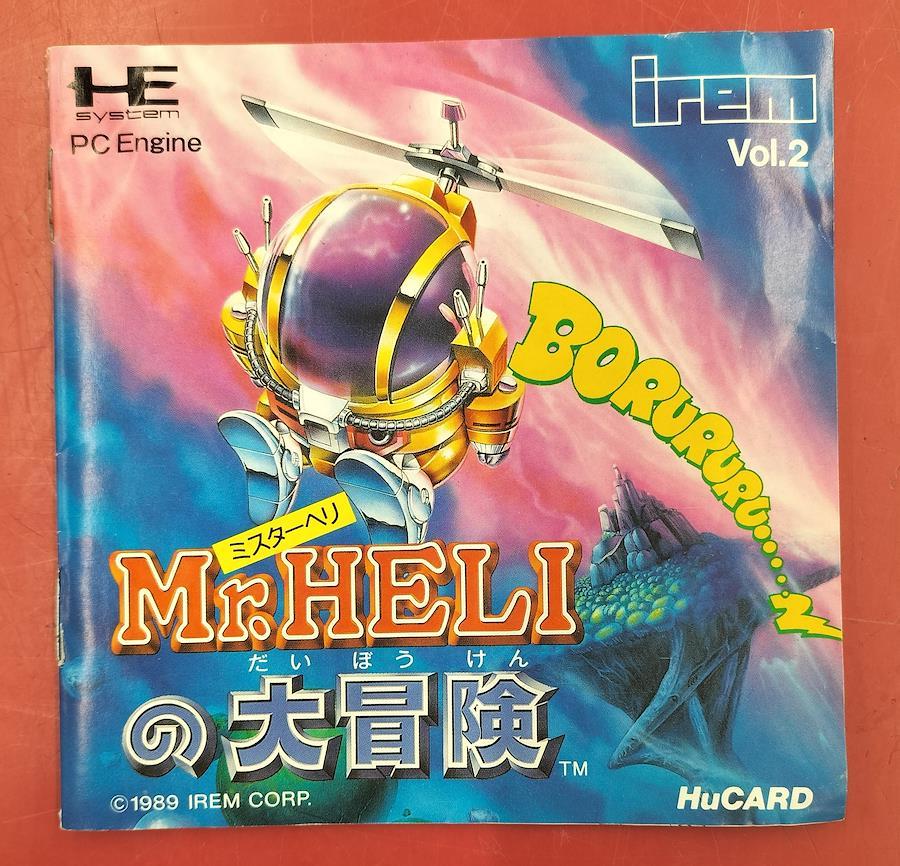 HE
system
PC Engine
irem
Vol.2
BORURURU.....N
ミスターヘリ
Mr.HELI
だいぼうけん
の大冒険
TM
©1989 IREM CORP.
HuCARD